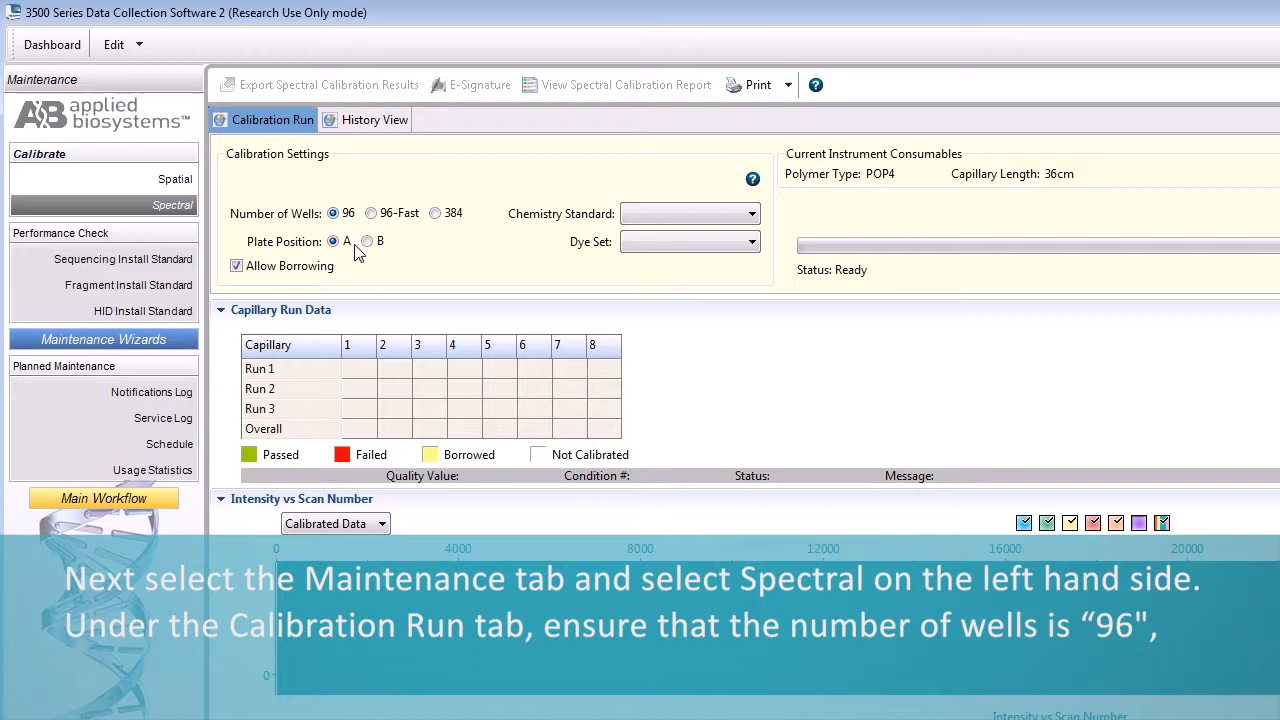 3500 Series Data Collection Software 2 (Research Use Only mode)
Dashboard Edit
Maintenance
Export Spectral Calibration Results E-Signature View Spectral Calibration Report Print ?
AB applied biosystems™
Calibration Run History View
Calibrate
Spatial
Spectral
Performance Check
Sequencing Install Standard
Fragment Install Standard
HID Install Standard
Maintenance Wizards
Planned Maintenance
Notifications Log
Service Log
Schedule
Usage Statistics
Main Workflow
Calibration Settings
?
Number of Wells: 96 96-Fast 384 Chemistry Standard:
Plate Position: A B Dye Set:
Allow Borrowing
Current Instrument Consumables
Polymer Type: POP4 Capillary Length: 36cm
Status: Ready
Capillary Run Data
Capillary 1 2 3 4 5 6 7 8
Run 1
Run 2
Run 3
Overall
Passed Failed Borrowed Not Calibrated
Quality Value: Condition #: Status: Message:
Intensity vs Scan Number
Calibrated Data
0 4000 8000 12000 16000 20000
Next select the Maintenance tab and select Spectral on the left hand side.
Under the Calibration Run tab, ensure that the number of wells is “96",
0
Intensity vs Scan Number